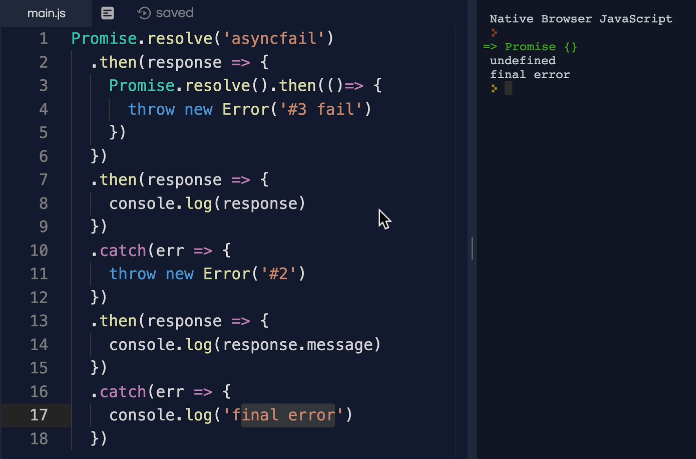 main.js saved
1 Promise.resolve('asyncfail')
2 .then(response => {
3 Promise.resolve().then(()=> {
4 throw new Error('#3 fail')
5 })
6 })
7 .then(response => {
8 console.log(response)
9 })
10 .catch(err => {
11 throw new Error('#2')
12 })
13 .then(response => {
14 console.log(response.message)
15 })
16 .catch(err => {
17 console.log('final error')
18 })
Native Browser JavaScript
=> Promise {}
undefined
final error